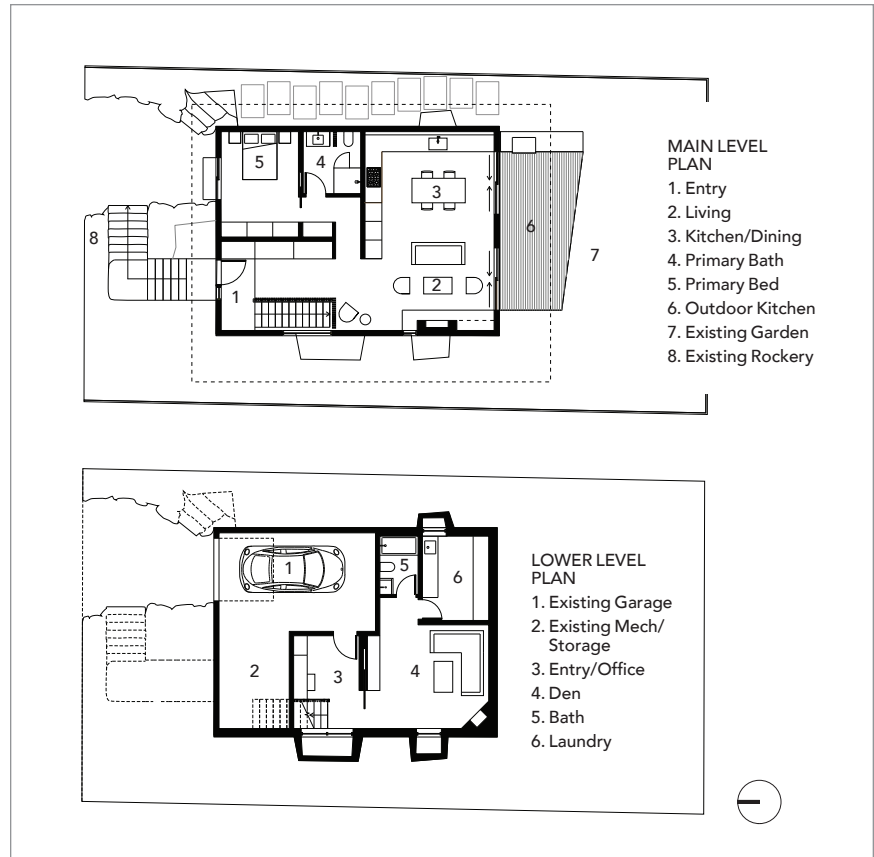 MAIN LEVEL
PLAN
1. Entry
2. Living
3. Kitchen/Dining
4. Primary Bath
5. Primary Bed
6. Outdoor Kitchen
7. Existing Garden
8. Existing Rockery
5
4
3
6
7
8
2
1
LOWER LEVEL
PLAN
1. Existing Garage
2. Existing Mech/
Storage
3. Entry/Office
4. Den
5. Bath
6. Laundry
1
5
6
2
3
4